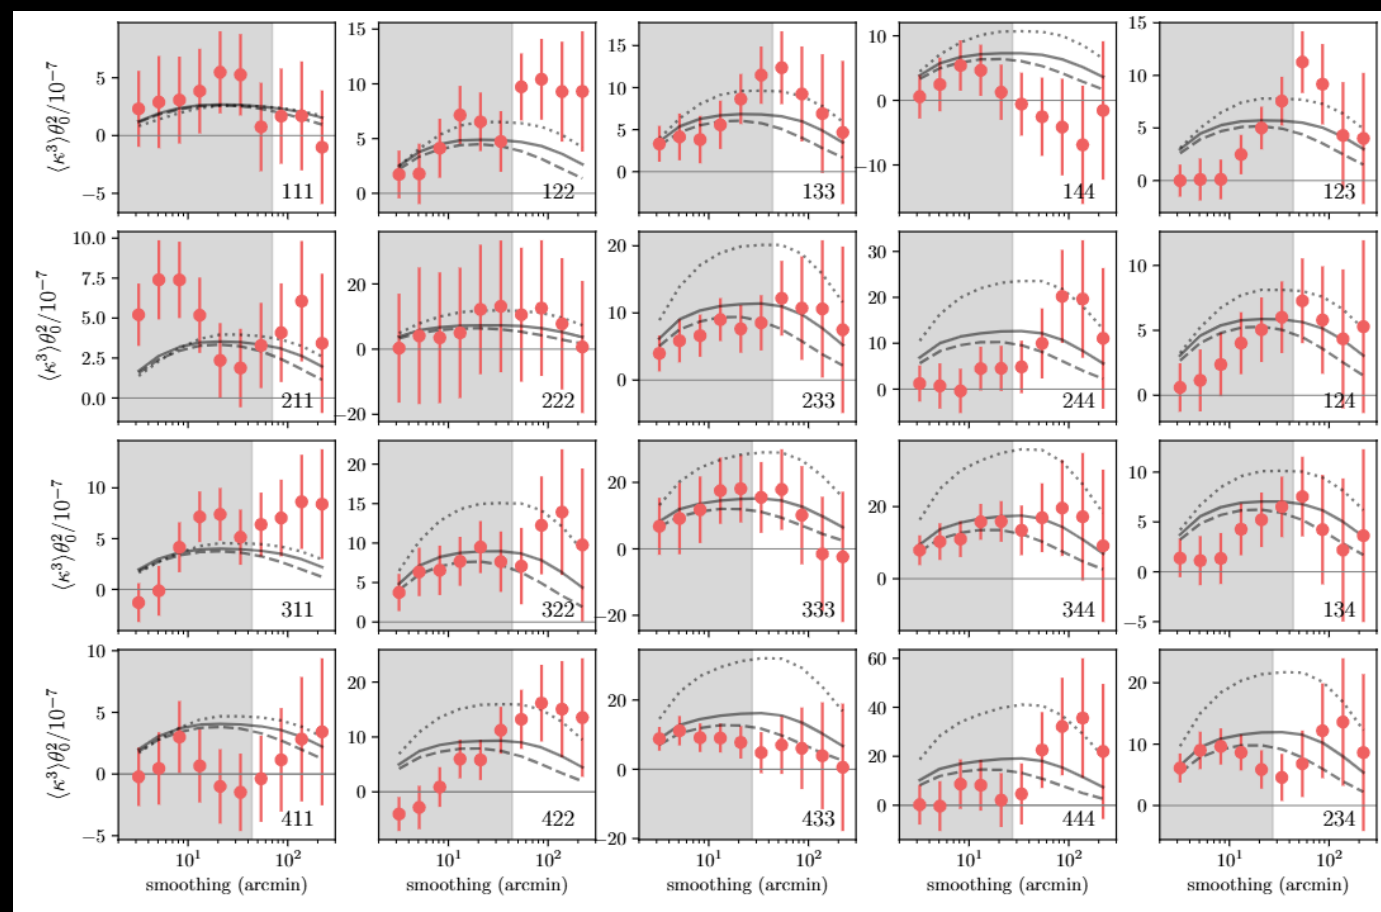 15 15 10 15
5 10 10 0 10
0 5 5 −10 5
−5 0 0 0
111 122 133 144 123
⟨κ³⟩θ₀²/10⁻⁷
10.0 20 20 30 10
7.5 0 10 20 5
5.0 −20 0 10 0
2.5 0
0.0
211 222 233 244 124
⟨κ³⟩θ₀²/10⁻⁷
10 20 20 20 15
5 15 0 0 10
0 10 −20 5
5 0
0 −5
311 322 333 344 134
⟨κ³⟩θ₀²/10⁻⁷
10 20 20 60 20
5 10 0 40 10
0 0 −20 20 0
−5 0
411 422 433 444 234
⟨κ³⟩θ₀²/10⁻⁷
10¹ 10² 10¹ 10² 10¹ 10² 10¹ 10² 10¹ 10²
smoothing (arcmin) smoothing (arcmin) smoothing (arcmin) smoothing (arcmin) smoothing (arcmin)